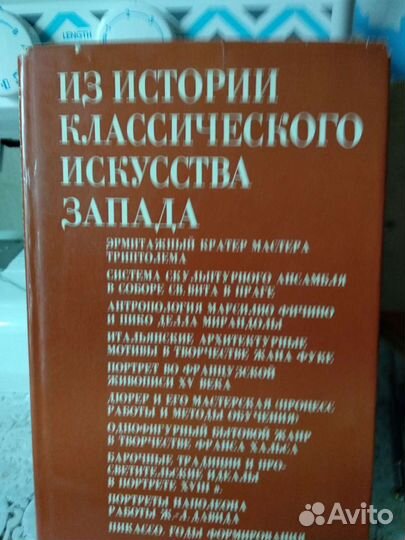 LENGTH
ИЗ ИСТОРИИ
КЛАССИЧЕСКОГО
ИСКУССТВА
ЗАПАДА
ЭРМИТАЖНЫЙ КРАТЕР МАСТЕРА
ТРИПТОЛЕМА
СИСТЕМА СКУЛЬПТУРНОГО АНСАМБЛЯ
В СОБОРЕ СВ. ВИТА В ПРАГЕ
АНТРОПОЛОГИЯ МАРСИЛИО ФИЧИНО
И ПИКО ДЕЛЛА МИРАНДОЛЫ
ИТАЛЬЯНСКИЕ АРХИТЕКТУРНЫЕ
МОТИВЫ В ТВОРЧЕСТВЕ ЖАНА ФУКЕ
ПОРТРЕТ ВО ФРАНЦУЗСКОЙ
ЖИВОПИСИ XV ВЕКА
ДЮРЕР И ЕГО МАСТЕРСКАЯ (ПРОЦЕСС
РАБОТЫ И МЕТОДЫ ОБУЧЕНИЯ)
ОДНОФИГУРНЫЙ БЫТОВОЙ ЖАНР
В ТВОРЧЕСТВЕ ФРАНСА ХАЛЬСА
БАРОЧНЫЕ ТРАДИЦИИ И ПРО-
СВЕТИТЕЛЬСКИЕ ИДЕАЛЫ
В ПОРТРЕТЕ XVIII в.
ПОРТРЕТЫ НАПОЛЕОНА
РАБОТЫ Ж.-Л. ДАВИДА
ПИКАССО. ГОДЫ ФОРМИРОВАНИЯ
Avito